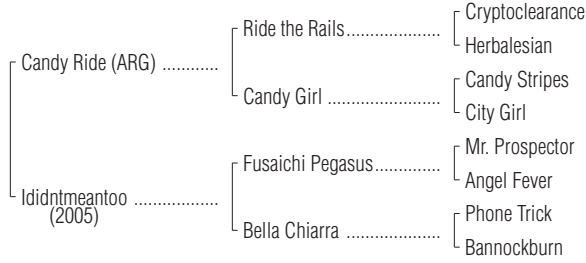 Cryptoclearance
Ride the Rails
Herbalesian
Candy Ride (ARG)
Candy Stripes
Candy Girl
City Girl
Mr. Prospector
Fusaichi Pegasus
Angel Fever
Ididntmeantoo
(2005)
Phone Trick
Bella Chiarra
Bannockburn